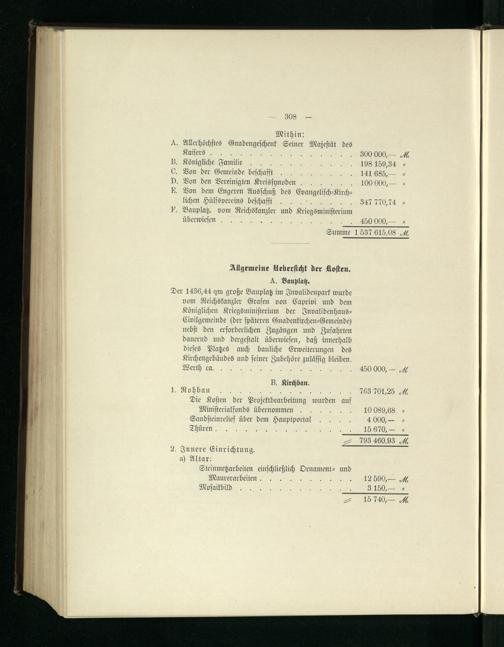 — 308 —
Mithin:
A. Allerhöchstes Gnadengeschenk Seiner Majestät des
Kaisers . . . . . . . . . . . . . . . 300 000,— M.
B. Königliche Familie . . . . . . . . . . . 198 159,34 "
C. Von der Gemeinde beschafft . . . . . . . . 141 685,— "
D. Von den Vereinigten Kreissynoden . . . . . . 100 000,— "
E. Von dem Engeren Ausschuß des Evangelisch-Kirch-
lichen Hülfsvereins beschafft . . . . . . . . 347 770,74 "
F. Bauplatz, vom Reichskanzler und Kriegsministerium
überwiesen . . . . . . . . . . . . . . 450 000,— "
Summe 1 537 615,08 M.
Allgemeine Uebersicht der Kosten.
A. Bauplatz.
Der 1436,44 qm große Bauplatz im Invalidenpark wurde
vom Reichskanzler Grafen von Caprivi und dem
Königlichen Kriegsministerium der Invalidenhaus-
Civilgemeinde (der späteren Gnadenkirchen-Gemeinde)
nebst den erforderlichen Zugängen und Zufahrten
dauernd und dergestalt überwiesen, daß innerhalb
dieses Platzes auch bauliche Erweiterungen des
Kirchengebäudes und seiner Zubehöre zulässig bleiben.
Werth ca. . . . . . . . . . . . . . . 450 000,— M.
B. Kirchbau.
1. Rohbau . . . . . . . . . . . . . . 763 701,25 M.
Die Kosten der Projektbearbeitung wurden auf
Ministerialfonds übernommen . . . . . . 10 089,68 "
Sandsteinrelief über dem Hauptportal . . . . 4 000,— "
Thüren . . . . . . . . . . . . . . . 15 670,— "
= 793 460,93 M.
2. Innere Einrichtung.
a) Altar:
Steinmetzarbeiten einschließlich Ornament- und
Maurerarbeiten . . . . . . . . . . 12 590,— M.
Mosaikbild . . . . . . . . . . . . 3 150,— "
= 15 740,— M.